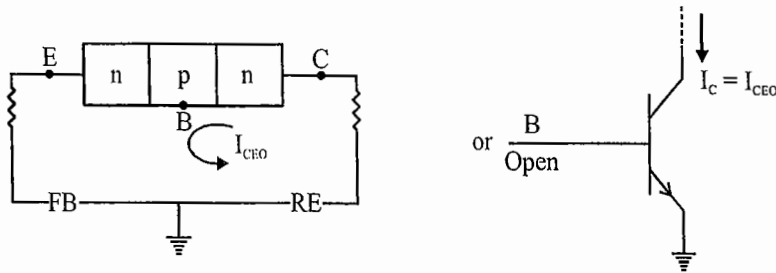 E
n p n
C
B
I_CEO
FB
RE
or
B
Open
I_C = I_CEO